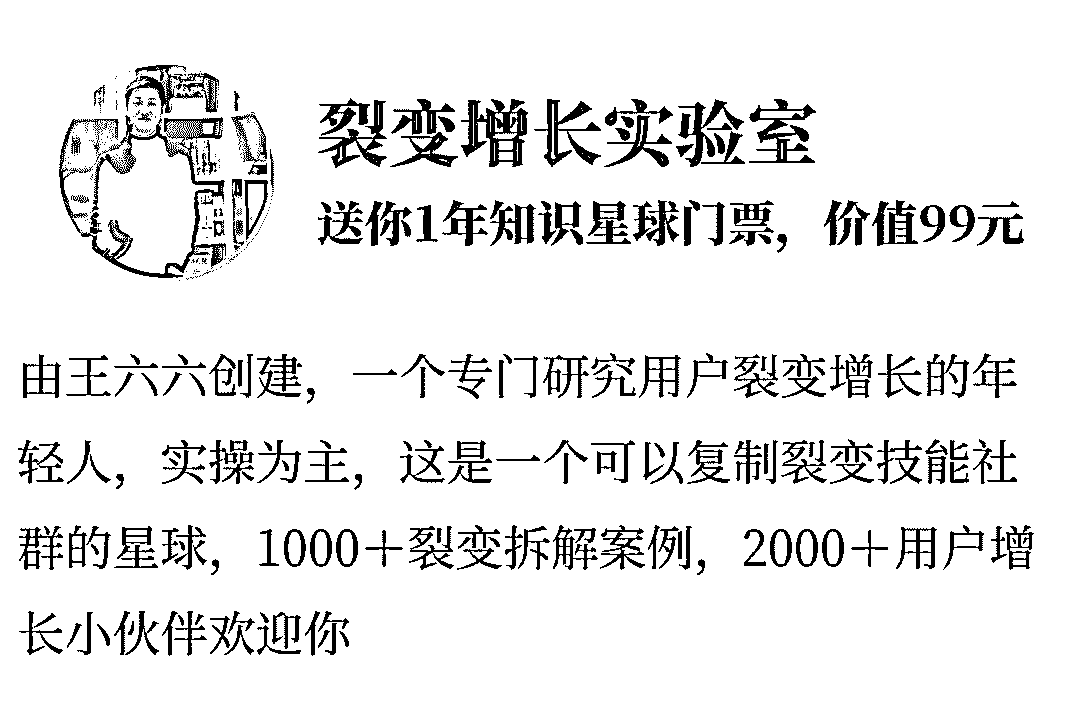 裂变增长实验室
送你1年知识星球门票，价值99元
由王六六创建，一个专门研究用户裂变增长的年
轻人，实操为主，这是一个可以复制裂变技能社
群的星球，1000＋裂变拆解案例，2000＋用户增
长小伙伴欢迎你